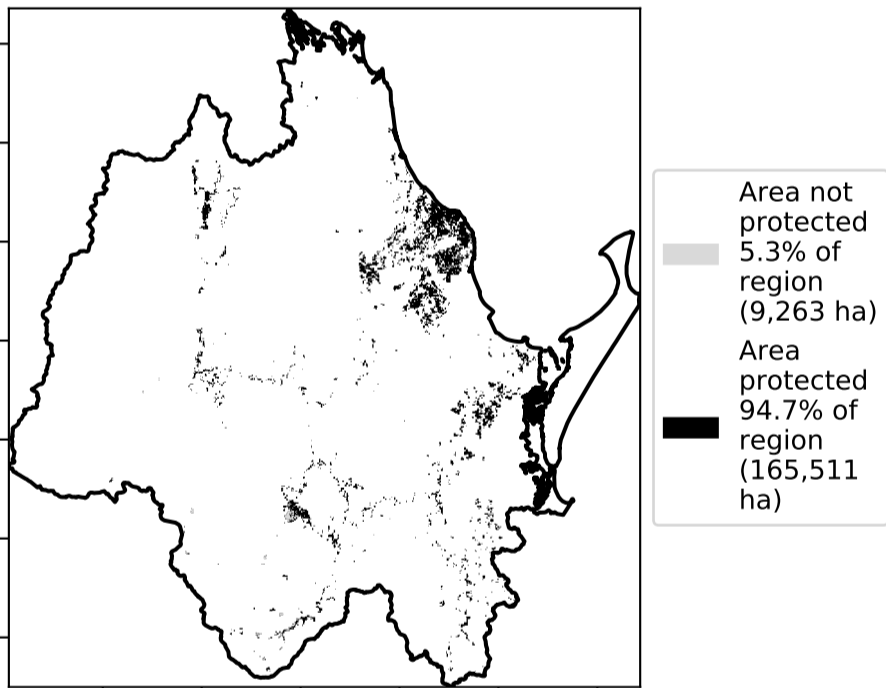 Area not
protected
5.3% of
region
(9,263 ha)
Area
protected
94.7% of
region
(165,511
ha)